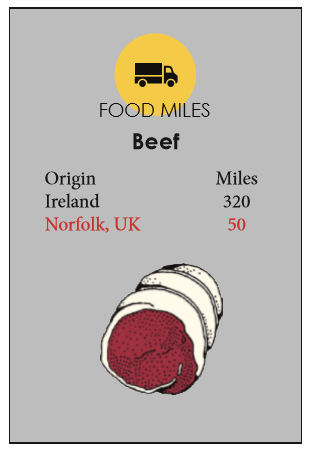 FOOD MILES
Beef
Origin Miles
Ireland 320
Norfolk, UK 50